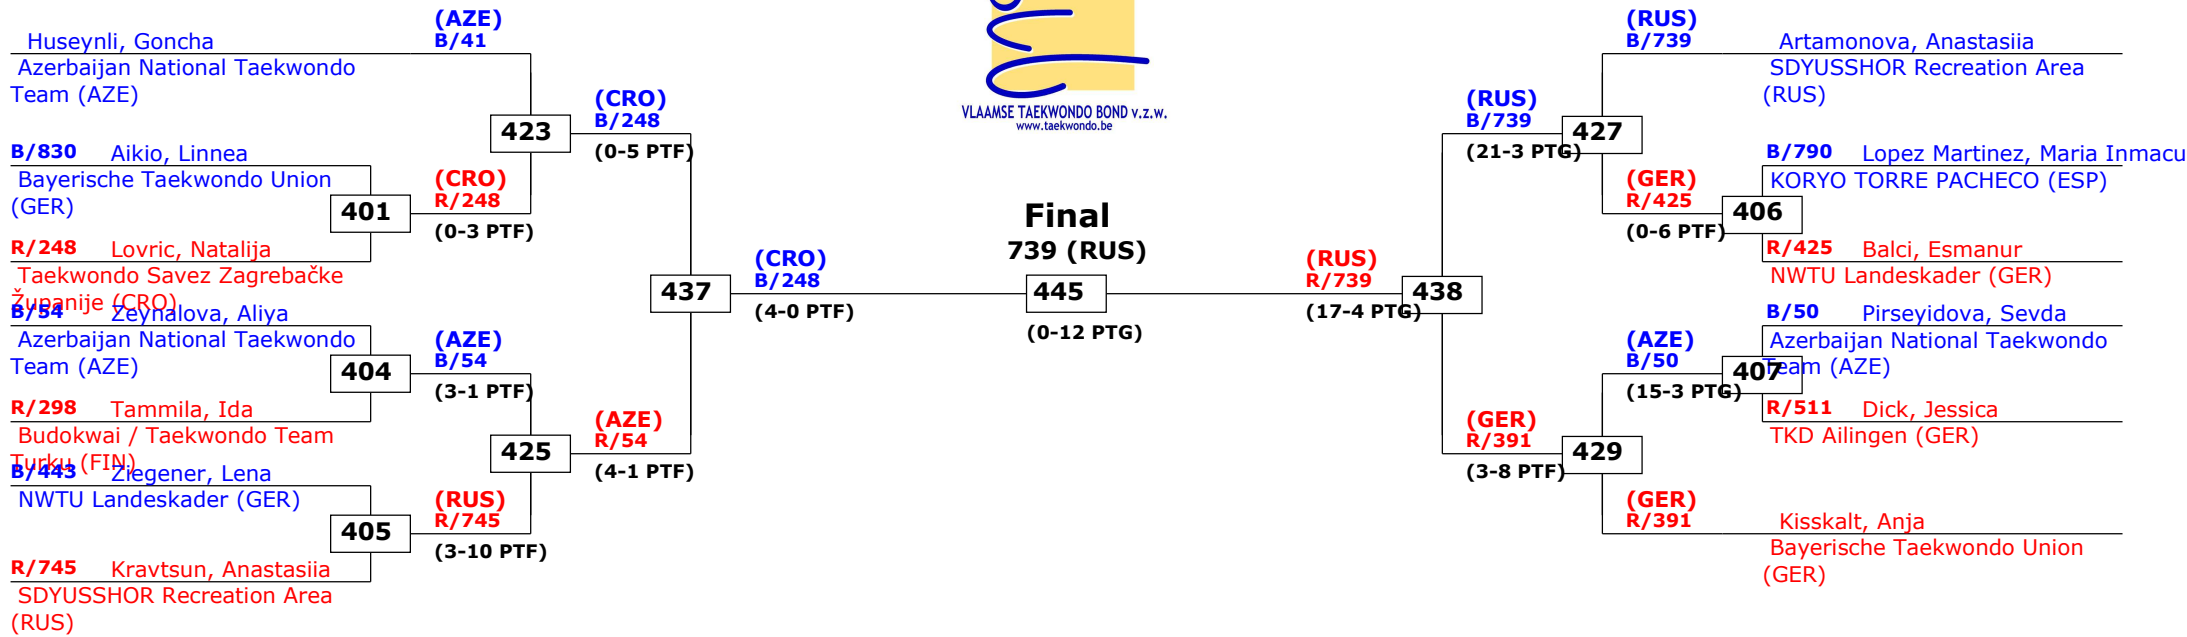 (AZE)
B/41
Huseynli, Goncha
Azerbaijan National Taekwondo
Team (AZE)
B/830 Aikio, Linnea
Bayerische Taekwondo Union
(GER)
R/248 Lovric, Natalija
Taekwondo Savez Zagrebačke
Županije (CRO)
B/54 Zeynalova, Aliya
Azerbaijan National Taekwondo
Team (AZE)
R/298 Tammila, Ida
Budokwai / Taekwondo Team
Turku (FIN)
B/443 Ziegener, Lena
NWTU Landeskader (GER)
R/745 Kravtsun, Anastasiia
SDYUSSHOR Recreation Area
(RUS)
401
404
405
(CRO)
R/248
(0-3 PTF)
(AZE)
B/54
(3-1 PTF)
(RUS)
R/745
(3-10 PTF)
423
425
(CRO)
B/248
(0-5 PTF)
(AZE)
R/54
(4-1 PTF)
437
(CRO)
B/248
(4-0 PTF)
VLAAMSE TAEKWONDO BOND v.z.w.
www.taekwondo.be
Final
739 (RUS)
445
(0-12 PTG)
(RUS)
R/739
(17-4 PTG)
438
(RUS)
B/739
(21-3 PTG)
(GER)
R/391
(3-8 PTF)
427
429
(RUS)
B/739
(GER)
R/425
(0-6 PTF)
(AZE)
B/50
(15-3 PTG)
(GER)
R/391
406
407
Artamonova, Anastasiia
SDYUSSHOR Recreation Area
(RUS)
B/790 Lopez Martinez, Maria Inmacu
KORYO TORRE PACHECO (ESP)
R/425 Balci, Esmanur
NWTU Landeskader (GER)
B/50 Pirseyidova, Sevda
Azerbaijan National Taekwondo
Team (AZE)
R/511 Dick, Jessica
TKD Ailingen (GER)
Kisskalt, Anja
Bayerische Taekwondo Union
(GER)